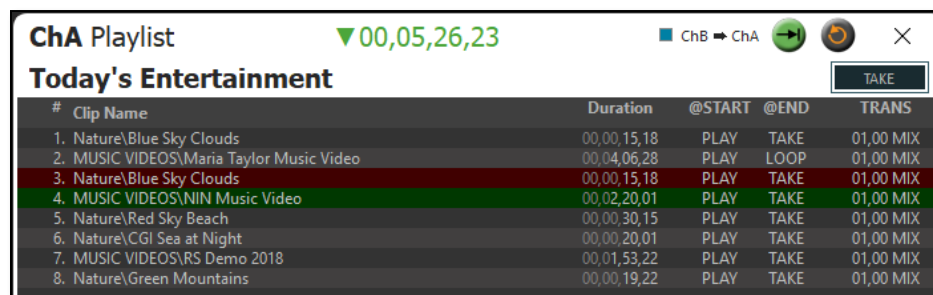 ChA Playlist ▼00,05,26,23 ChB ➡ ChA
Today's Entertainment TAKE
# Clip Name Duration @START @END TRANS
1. Nature\Blue Sky Clouds 00,00,15,18 PLAY TAKE 01,00 MIX
2. MUSIC VIDEOS\Maria Taylor Music Video 00,04,06,28 PLAY LOOP 01,00 MIX
3. Nature\Blue Sky Clouds 00,00,15,18 PLAY TAKE 01,00 MIX
4. MUSIC VIDEOS\NIN Music Video 00,02,20,01 PLAY TAKE 01,00 MIX
5. Nature\Red Sky Beach 00,00,30,15 PLAY TAKE 01,00 MIX
6. Nature\CGI Sea at Night 00,00,20,01 PLAY TAKE 01,00 MIX
7. MUSIC VIDEOS\RS Demo 2018 00,01,53,22 PLAY TAKE 01,00 MIX
8. Nature\Green Mountains 00,00,19,22 PLAY TAKE 01,00 MIX